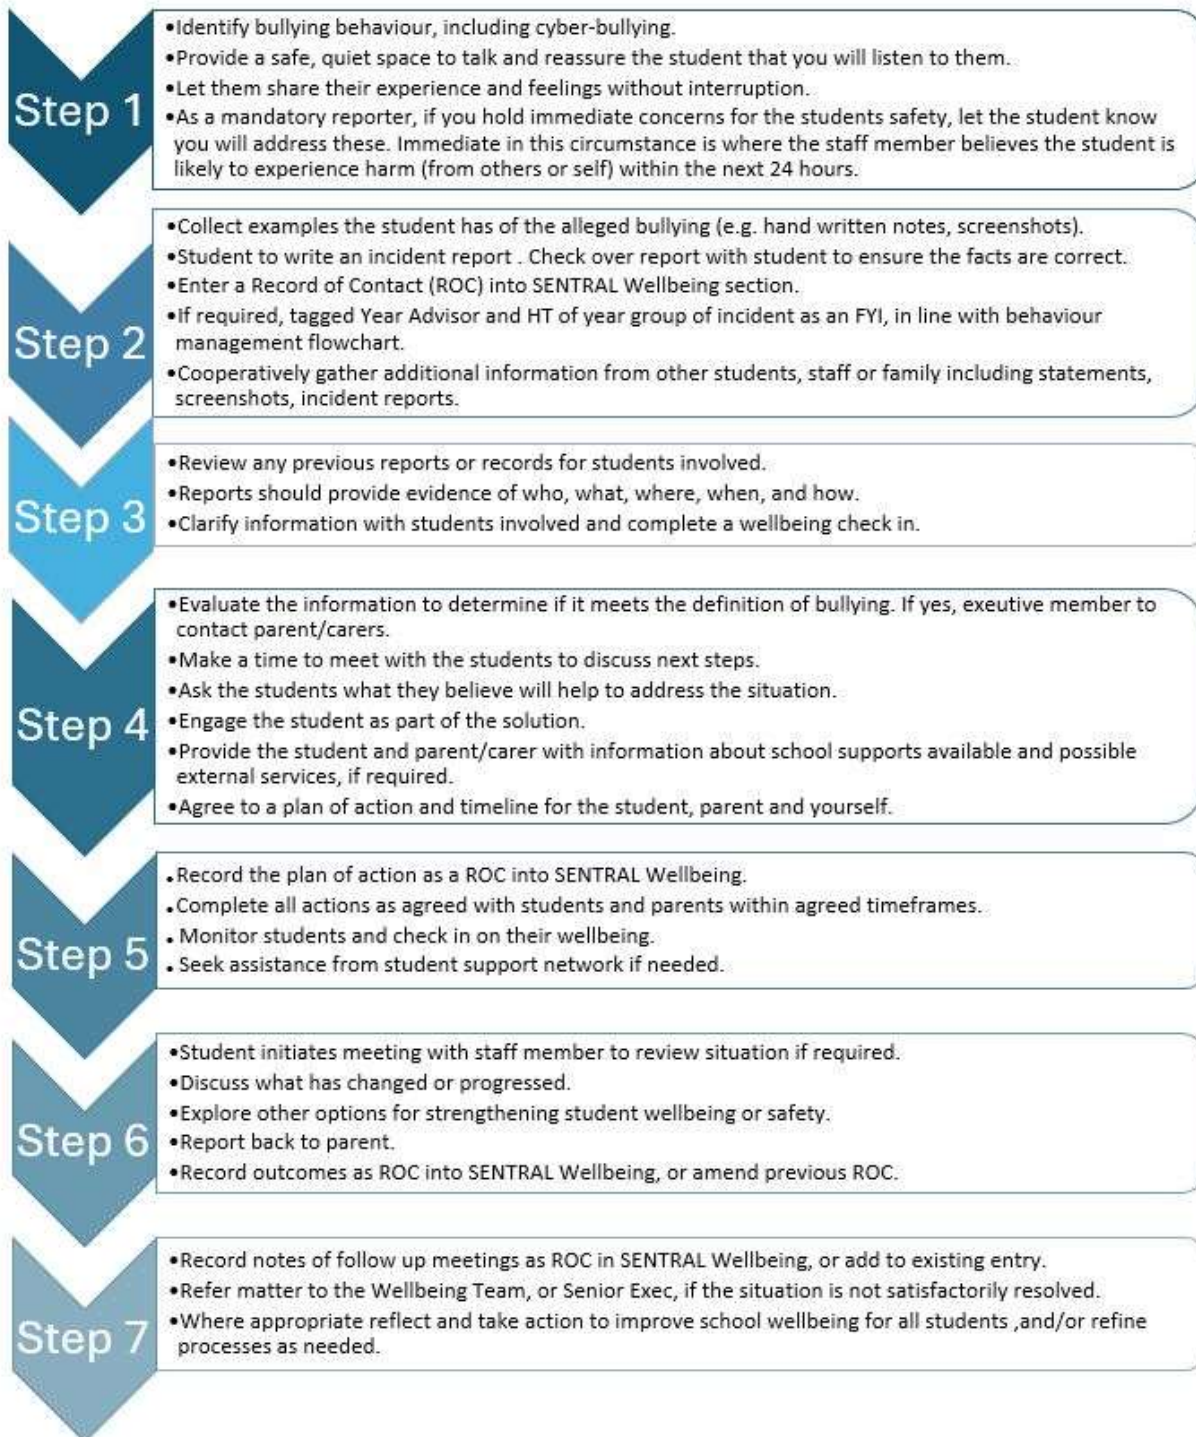 Step 1
•Identify bullying behaviour, including cyber-bullying.
•Provide a safe, quiet space to talk and reassure the student that you will listen to them.
•Let them share their experience and feelings without interruption.
•As a mandatory reporter, if you hold immediate concerns for the students safety, let the student know
you will address these. Immediate in this circumstance is where the staff member believes the student is
likely to experience harm (from others or self) within the next 24 hours.
Step 2
•Collect examples the student has of the alleged bullying (e.g. hand written notes, screenshots).
•Student to write an incident report . Check over report with student to ensure the facts are correct.
•Enter a Record of Contact (ROC) into SENTRAL Wellbeing section.
•If required, tagged Year Advisor and HT of year group of incident as an FYI, in line with behaviour
management flowchart.
•Cooperatively gather additional information from other students, staff or family including statements,
screenshots, incident reports.
Step 3
•Review any previous reports or records for students involved.
•Reports should provide evidence of who, what, where, when, and how.
•Clarify information with students involved and complete a wellbeing check in.
Step 4
•Evaluate the information to determine if it meets the definition of bullying. If yes, exeutive member to
contact parent/carers.
•Make a time to meet with the students to discuss next steps.
•Ask the students what they believe will help to address the situation.
•Engage the student as part of the solution.
•Provide the student and parent/carer with information about school supports available and possible
external services, if required.
•Agree to a plan of action and timeline for the student, parent and yourself.
Step 5
•Record the plan of action as a ROC into SENTRAL Wellbeing.
•Complete all actions as agreed with students and parents within agreed timeframes.
• Monitor students and check in on their wellbeing.
•Seek assistance from student support network if needed.
Step 6
•Student initiates meeting with staff member to review situation if required.
•Discuss what has changed or progressed.
•Explore other options for strengthening student wellbeing or safety.
•Report back to parent.
•Record outcomes as ROC into SENTRAL Wellbeing, or amend previous ROC.
Step 7
•Record notes of follow up meetings as ROC in SENTRAL Wellbeing, or add to existing entry.
•Refer matter to the Wellbeing Team, or Senior Exec, if the situation is not satisfactorily resolved.
•Where appropriate reflect and take action to improve school wellbeing for all students ,and/or refine
processes as needed.